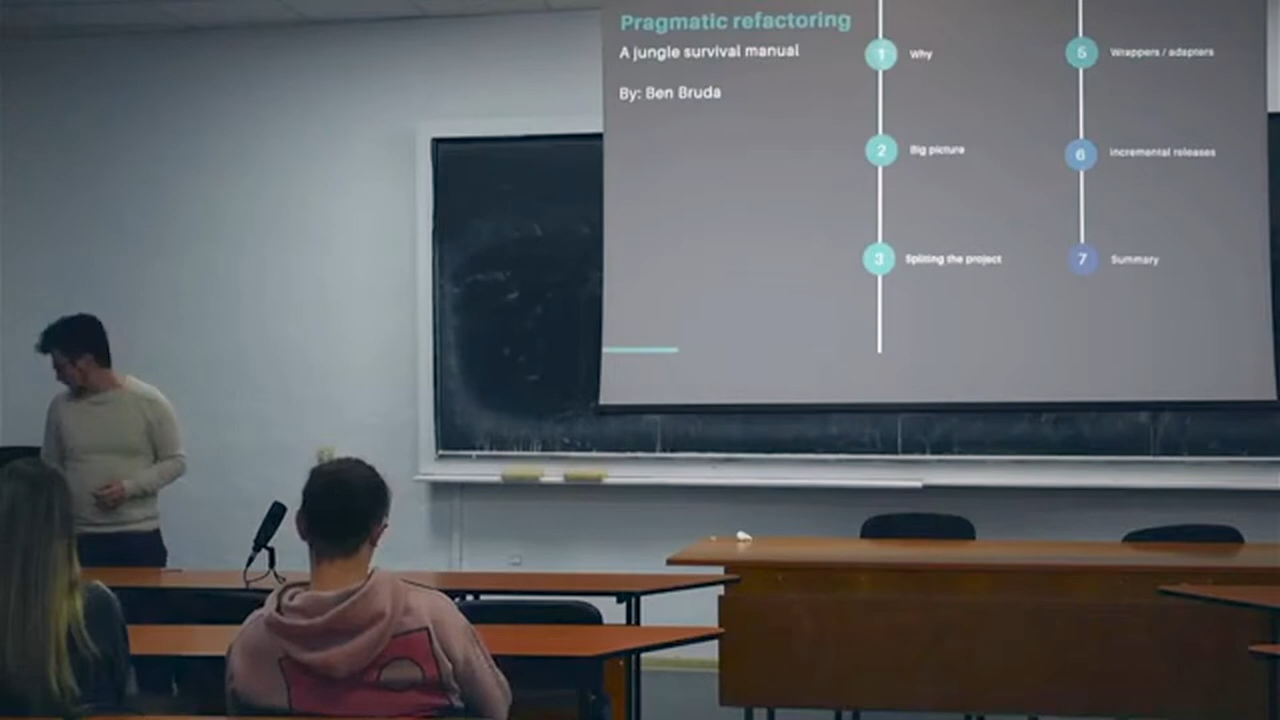 Pragmatic refactoring
A jungle survival manual
By: Ben Bruda
1 Why
2 Big picture
3 Spliting the project
5 Wrappers / adapters
6 Incremental releases
7 Summary